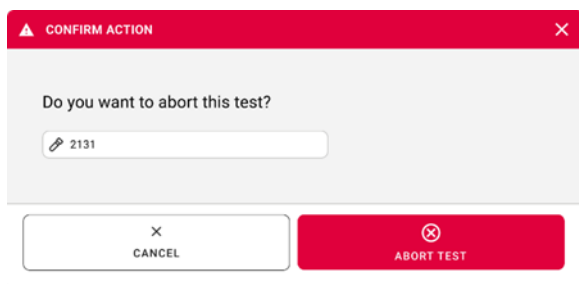 CONFIRM ACTION
Do you want to abort this test?
2131
CANCEL
ABORT TEST